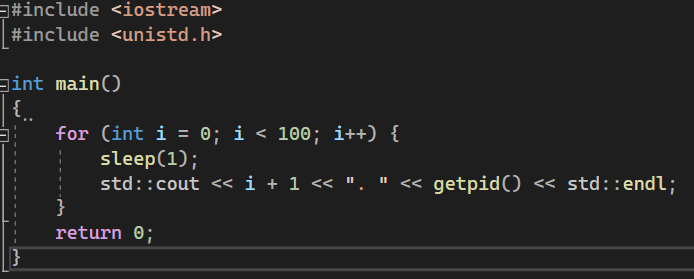 #include <iostream>
#include <unistd.h>
int main()
{
for (int i = 0; i < 100; i++) {
sleep(1);
std::cout << i + 1 << ". " << getpid() << std::endl;
}
return 0;
}